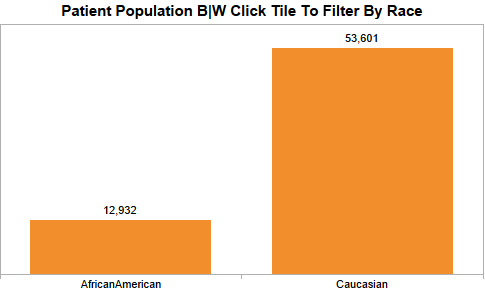 Patient Population B|W Click Tile To Filter By Race
53,601
12,932
AfricanAmerican
Caucasian